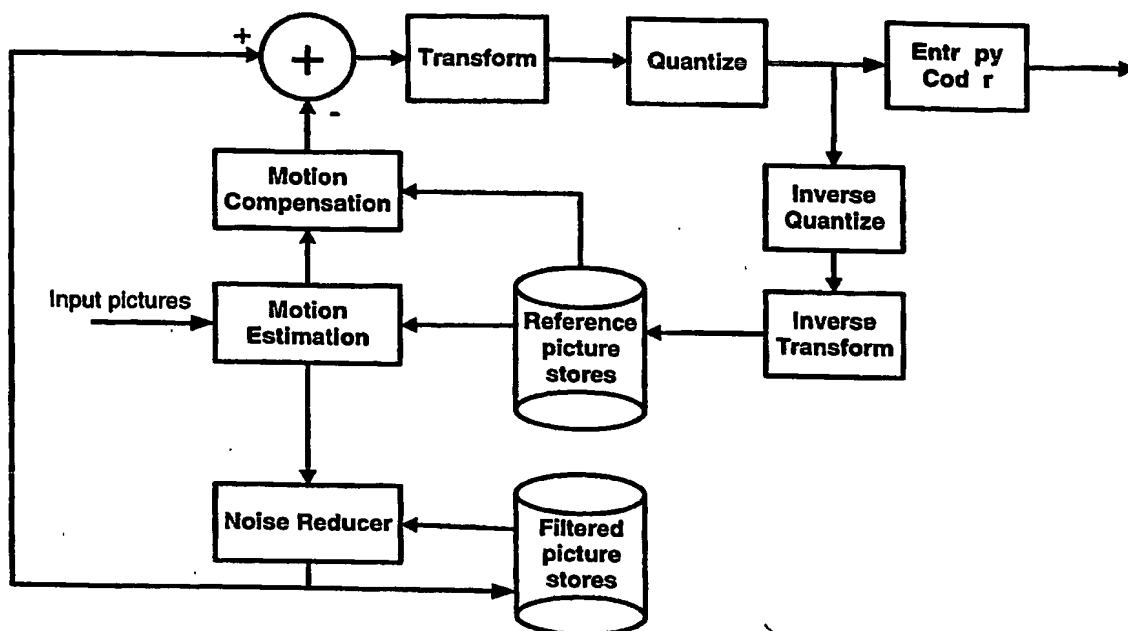 +
+
Transform
Quantize
Entr py
Cod r
-
Motion
Compensation
Inverse
Quantize
Input pictures
Motion
Estimation
Reference
picture
stores
Inverse
Transform
Noise Reducer
Filtered
picture
stores